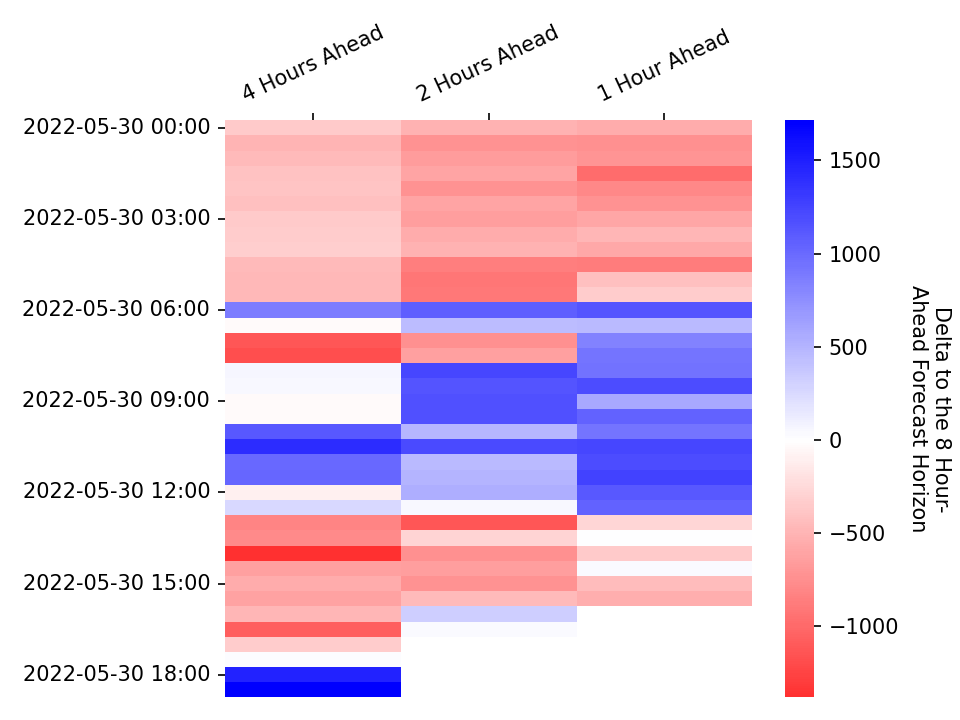 4 Hours Ahead
2 Hours Ahead
1 Hour Ahead
2022-05-30 00:00
2022-05-30 03:00
2022-05-30 06:00
2022-05-30 09:00
2022-05-30 12:00
2022-05-30 15:00
2022-05-30 18:00
1500
1000
500
0
−500
−1000
Delta to the 8 Hour-
Ahead Forecast Horizon